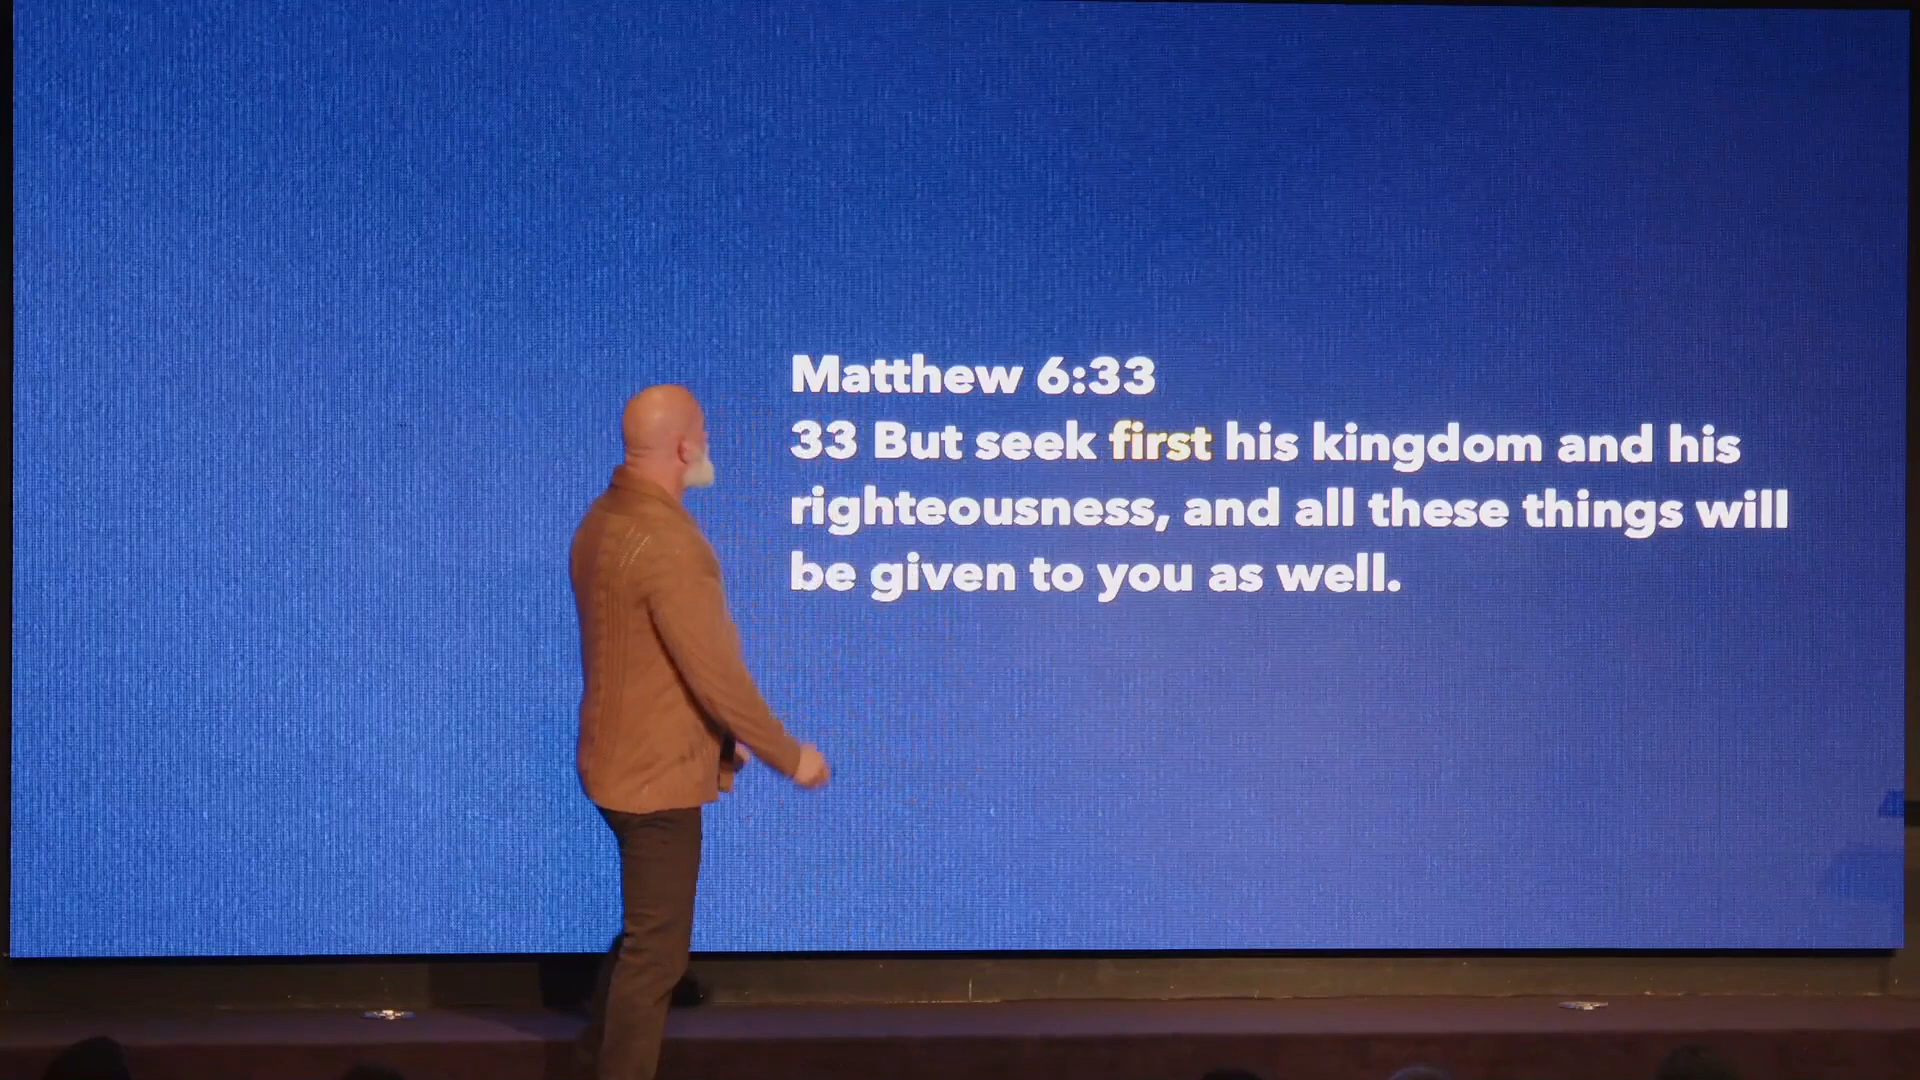 Matthew 6:33
33 But seek first his kingdom and his
righteousness, and all these things will
be given to you as well.